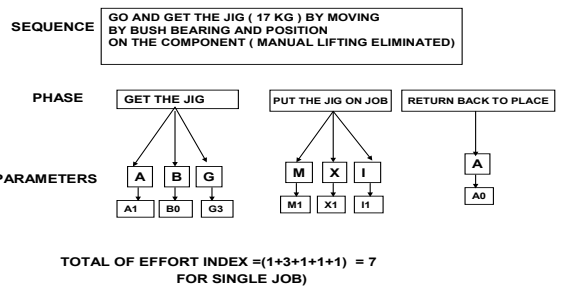 SEQUENCE
GO AND GET THE JIG ( 17 KG ) BY MOVING
BY BUSH BEARING AND POSITION
ON THE COMPONENT ( MANUAL LIFTING ELIMINATED)
PHASE
GET THE JIG
PUT THE JIG ON JOB
RETURN BACK TO PLACE
PARAMETERS
A B G
M X I
A
A1 B0 G3
M1 X1 I1
A0
TOTAL OF EFFORT INDEX =(1+3+1+1+1) = 7
FOR SINGLE JOB)